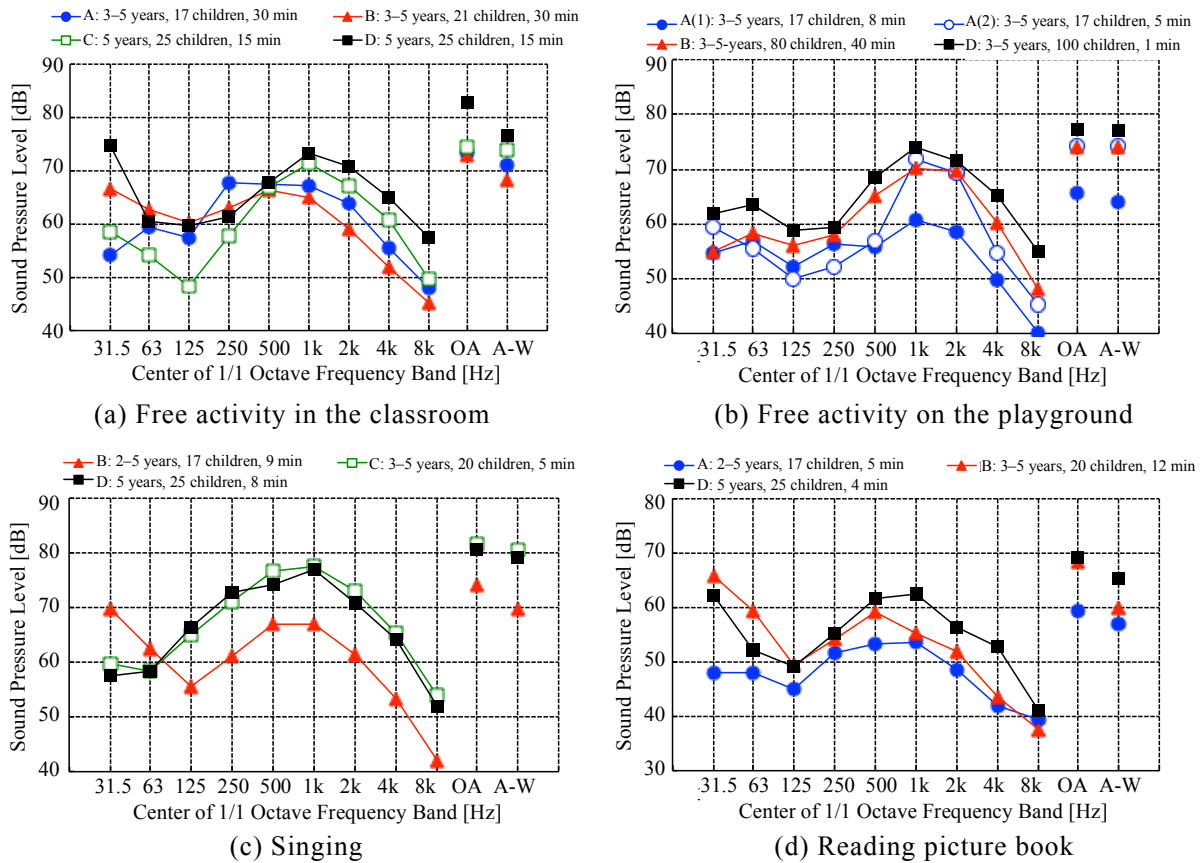 A: 3–5 years, 17 children, 30 min
B: 3–5 years, 21 children, 30 min
C: 5 years, 25 children, 15 min
D: 5 years, 25 children, 15 min
90
80
70
60
50
40
Sound Pressure Level [dB]
31.5 63 125 250 500 1k 2k 4k 8k OA A-W
Center of 1/1 Octave Frequency Band [Hz]
(a) Free activity in the classroom
A(1): 3–5 years, 17 children, 8 min
A(2): 3–5 years, 17 children, 5 min
B: 3–5-years, 80 children, 40 min
D: 3–5 years, 100 children, 1 min
90
80
70
60
50
40
Sound Pressure Level [dB]
31.5 63 125 250 500 1k 2k 4k 8k OA A-W
Center of 1/1 Octave Frequency Band [Hz]
(b) Free activity on the playground
B: 2–5 years, 17 children, 9 min
C: 3–5 years, 20 children, 5 min
D: 5 years, 25 children, 8 min
90
80
70
60
50
40
Sound Pressure Level [dB]
31.5 63 125 250 500 1k 2k 4k 8k OA A-W
Center of 1/1 Octave Frequency Band [Hz]
(c) Singing
A: 2–5 years, 17 children, 5 min
B: 3–5 years, 20 children, 12 min
D: 5 years, 25 children, 4 min
80
70
60
50
40
30
Sound Pressure Level [dB]
31.5 63 125 250 500 1k 2k 4k 8k OA A-W
Center of 1/1 Octave Frequency Band [Hz]
(d) Reading picture book